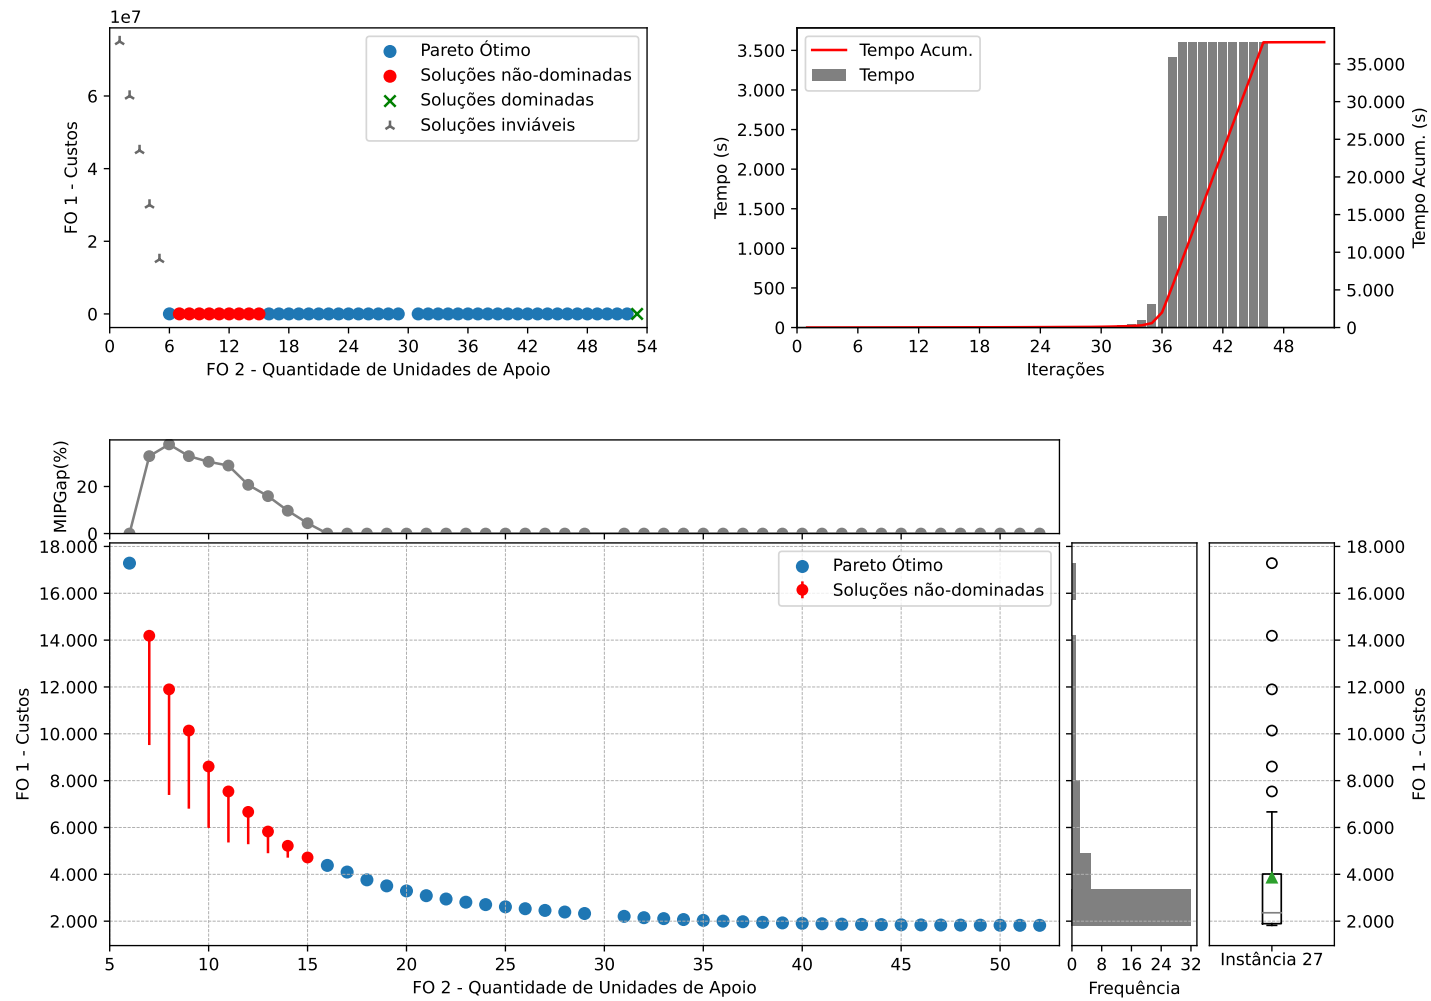 1e7
Pareto Ótimo
Soluções não-dominadas
Soluções dominadas
Soluções inviáveis
6
4
2
0
FO 1 - Custos
0 6 12 18 24 30 36 42 48 54
FO 2 - Quantidade de Unidades de Apoio
Tempo Acum.
Tempo
3.500
3.000
2.500
2.000
1.500
1.000
500
0
Tempo (s)
35.000
30.000
25.000
20.000
15.000
10.000
5.000
0
Tempo Acum. (s)
0 6 12 18 24 30 36 42 48
Iterações
MIPGap(%)
20
0
Pareto Ótimo
Soluções não-dominadas
18.000
16.000
14.000
12.000
10.000
8.000
6.000
4.000
2.000
FO 1 - Custos
5 10 15 20 25 30 35 40 45 50
FO 2 - Quantidade de Unidades de Apoio
0 8 16 24 32
Frequência
18.000
16.000
14.000
12.000
10.000
8.000
6.000
4.000
2.000
FO 1 - Custos
Instância 27